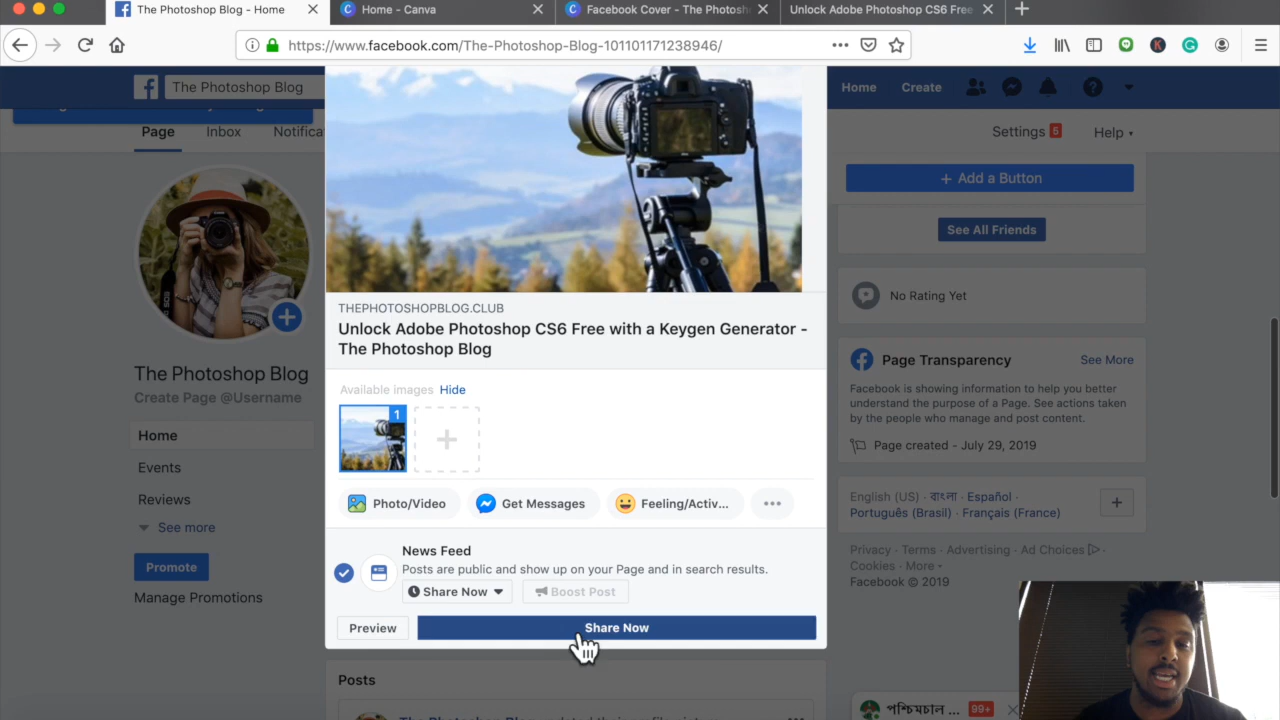 The Photoshop Blog - Home
Home - Canva
Facebook Cover - The Photosh
Unlock Adobe Photoshop CS6 Free
https://www.facebook.com/The-Photoshop-Blog-101101171238946/
The Photoshop Blog
Home
Create
Page
Inbox
Notifica
Settings 5
Help
The Photoshop Blog
Create Page @Username
Home
Events
Reviews
See more
Promote
Manage Promotions
THEPHOTOSHOPBLOG.CLUB
Unlock Adobe Photoshop CS6 Free with a Keygen Generator -
The Photoshop Blog
Available images Hide
1
Photo/Video
Get Messages
Feeling/Activ...
News Feed
Posts are public and show up on your Page and in search results.
Share Now
Boost Post
Preview
Share Now
Posts
+ Add a Button
See All Friends
No Rating Yet
Page Transparency
See More
Facebook is showing information to help you better
understand the purpose of a Page. See actions taken
by the people who manage and post content.
Page created - July 29, 2019
English (US) · বাংলা · Español ·
Português (Brasil) · Français (France)
Privacy · Terms · Advertising · Ad Choices ·
Cookies · More
Facebook © 2019
পশ্চিমচাল ...
99+